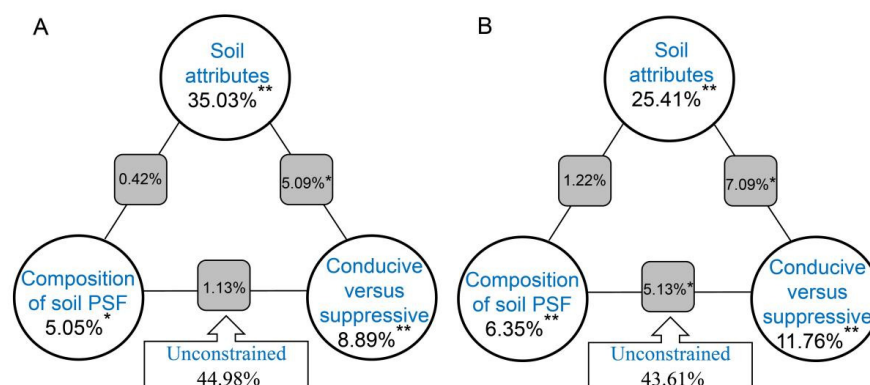 A
Soil
attributes
35.03%**
0.42%
5.09%*
Composition
of soil PSF
5.05%*
1.13%
Conducive
versus
suppressive
8.89%**
Unconstrained
44.98%
B
Soil
attributes
25.41%**
1.22%
7.09%*
Composition
of soil PSF
6.35%**
5.13%*
Conducive
versus
suppressive
11.76%**
Unconstrained
43.61%